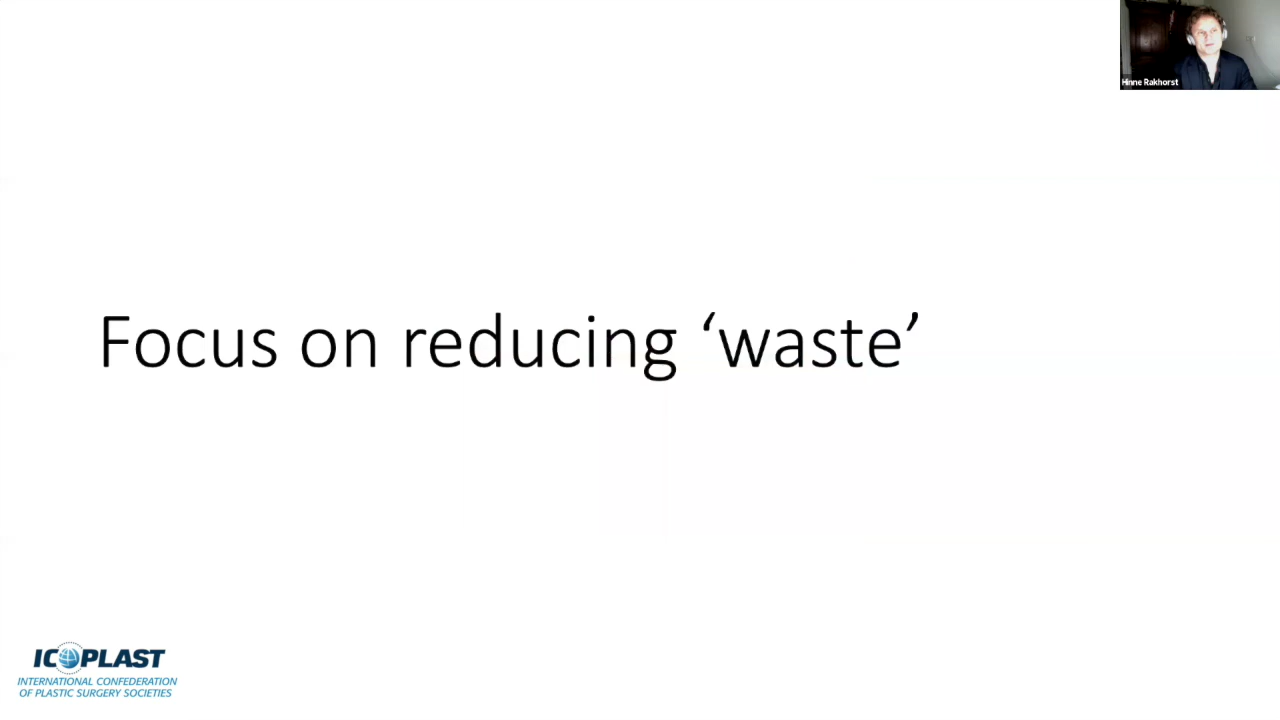 Hinne Rakhorst
Focus on reducing ‘waste’
ICOPLAST
INTERNATIONAL CONFEDERATION
OF PLASTIC SURGERY SOCIETIES